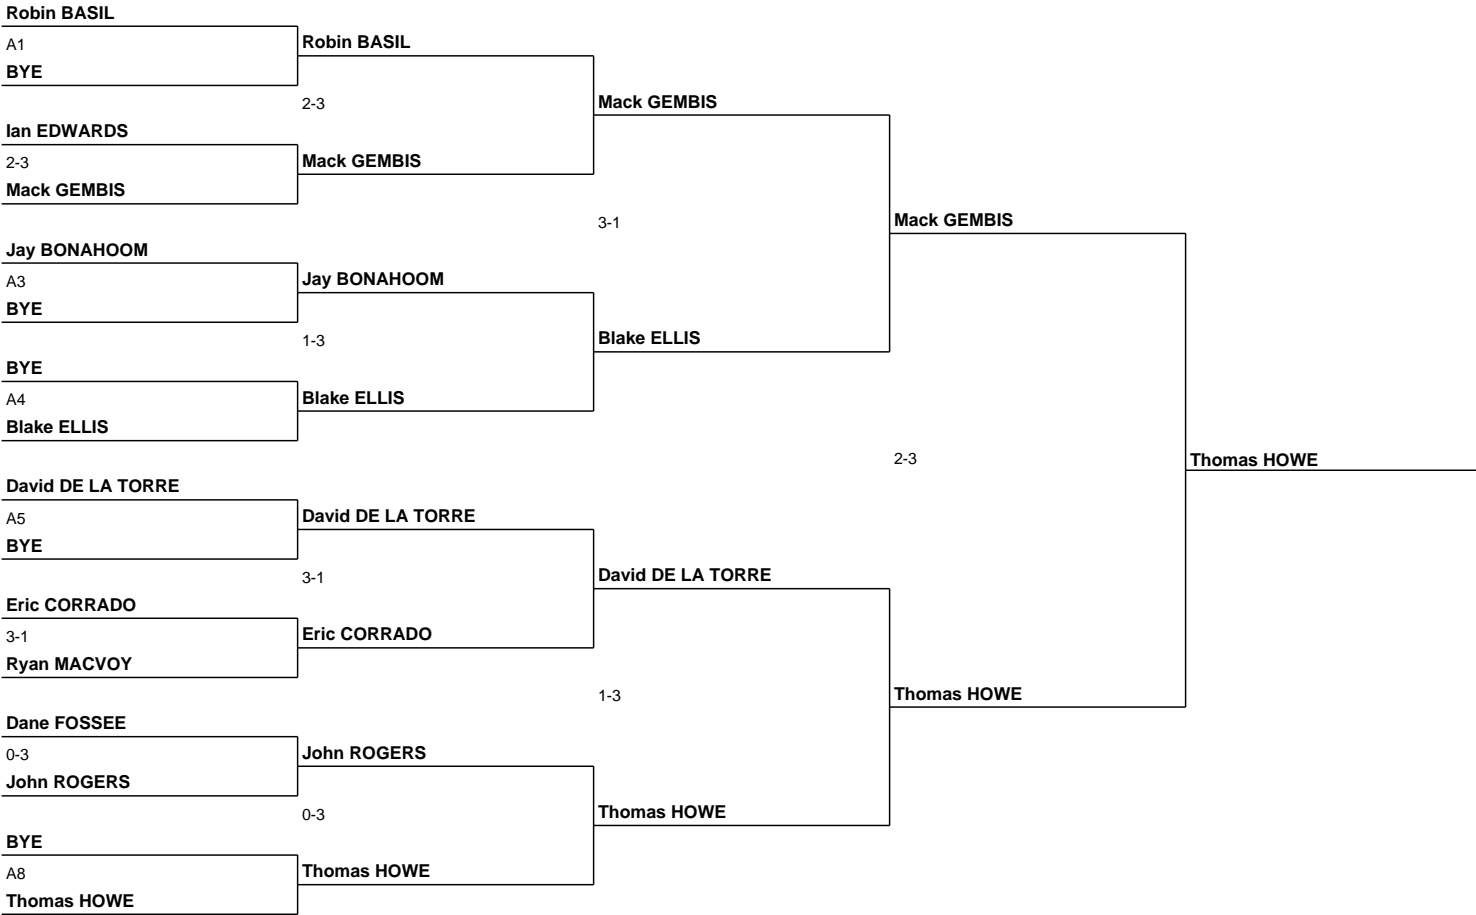 Robin BASIL
A1
BYE
Ian EDWARDS
2-3
Mack GEMBIS
Jay BONAHOOM
A3
BYE
BYE
A4
Blake ELLIS
David DE LA TORRE
A5
BYE
Eric CORRADO
3-1
Ryan MACVOY
Dane FOSSEE
0-3
John ROGERS
BYE
A8
Thomas HOWE
Robin BASIL
2-3
Mack GEMBIS
Jay BONAHOOM
1-3
Blake ELLIS
David DE LA TORRE
3-1
Eric CORRADO
John ROGERS
0-3
Thomas HOWE
Mack GEMBIS
3-1
Blake ELLIS
David DE LA TORRE
1-3
Thomas HOWE
Mack GEMBIS
2-3
Thomas HOWE
Thomas HOWE